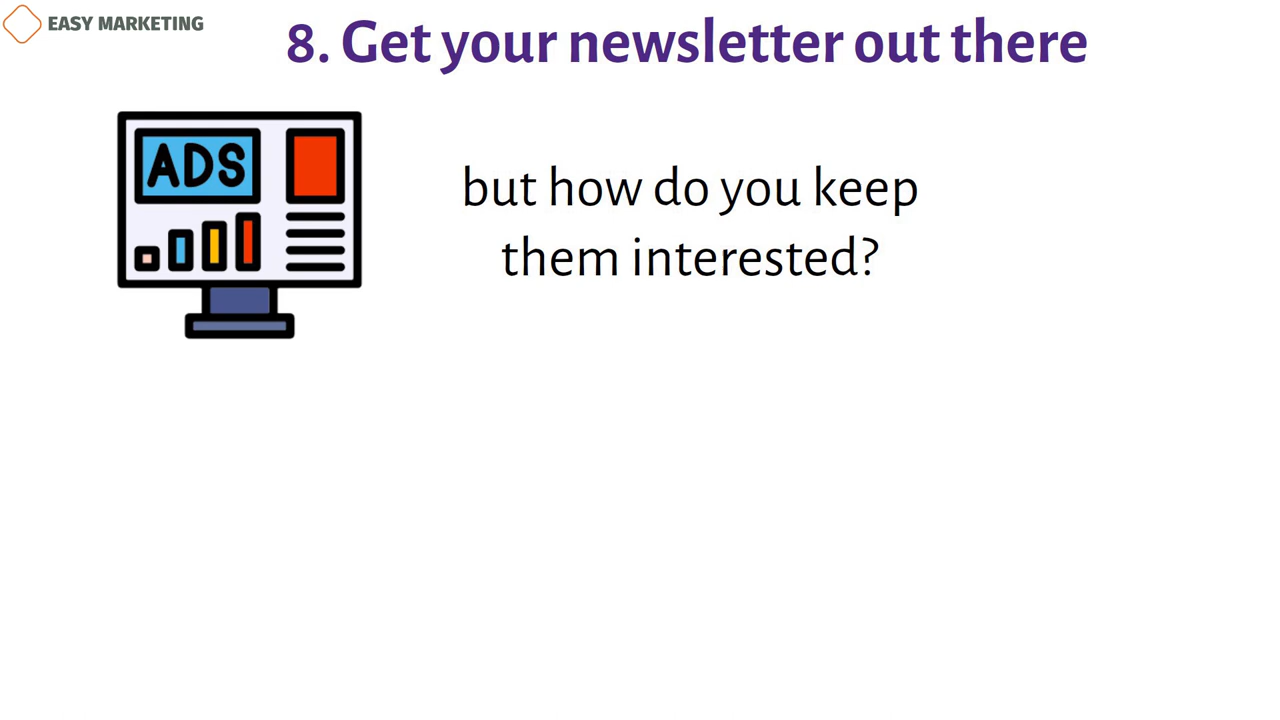 EASY MARKETING
8. Get your newsletter out there
ADS
but how do you keep
them interested?